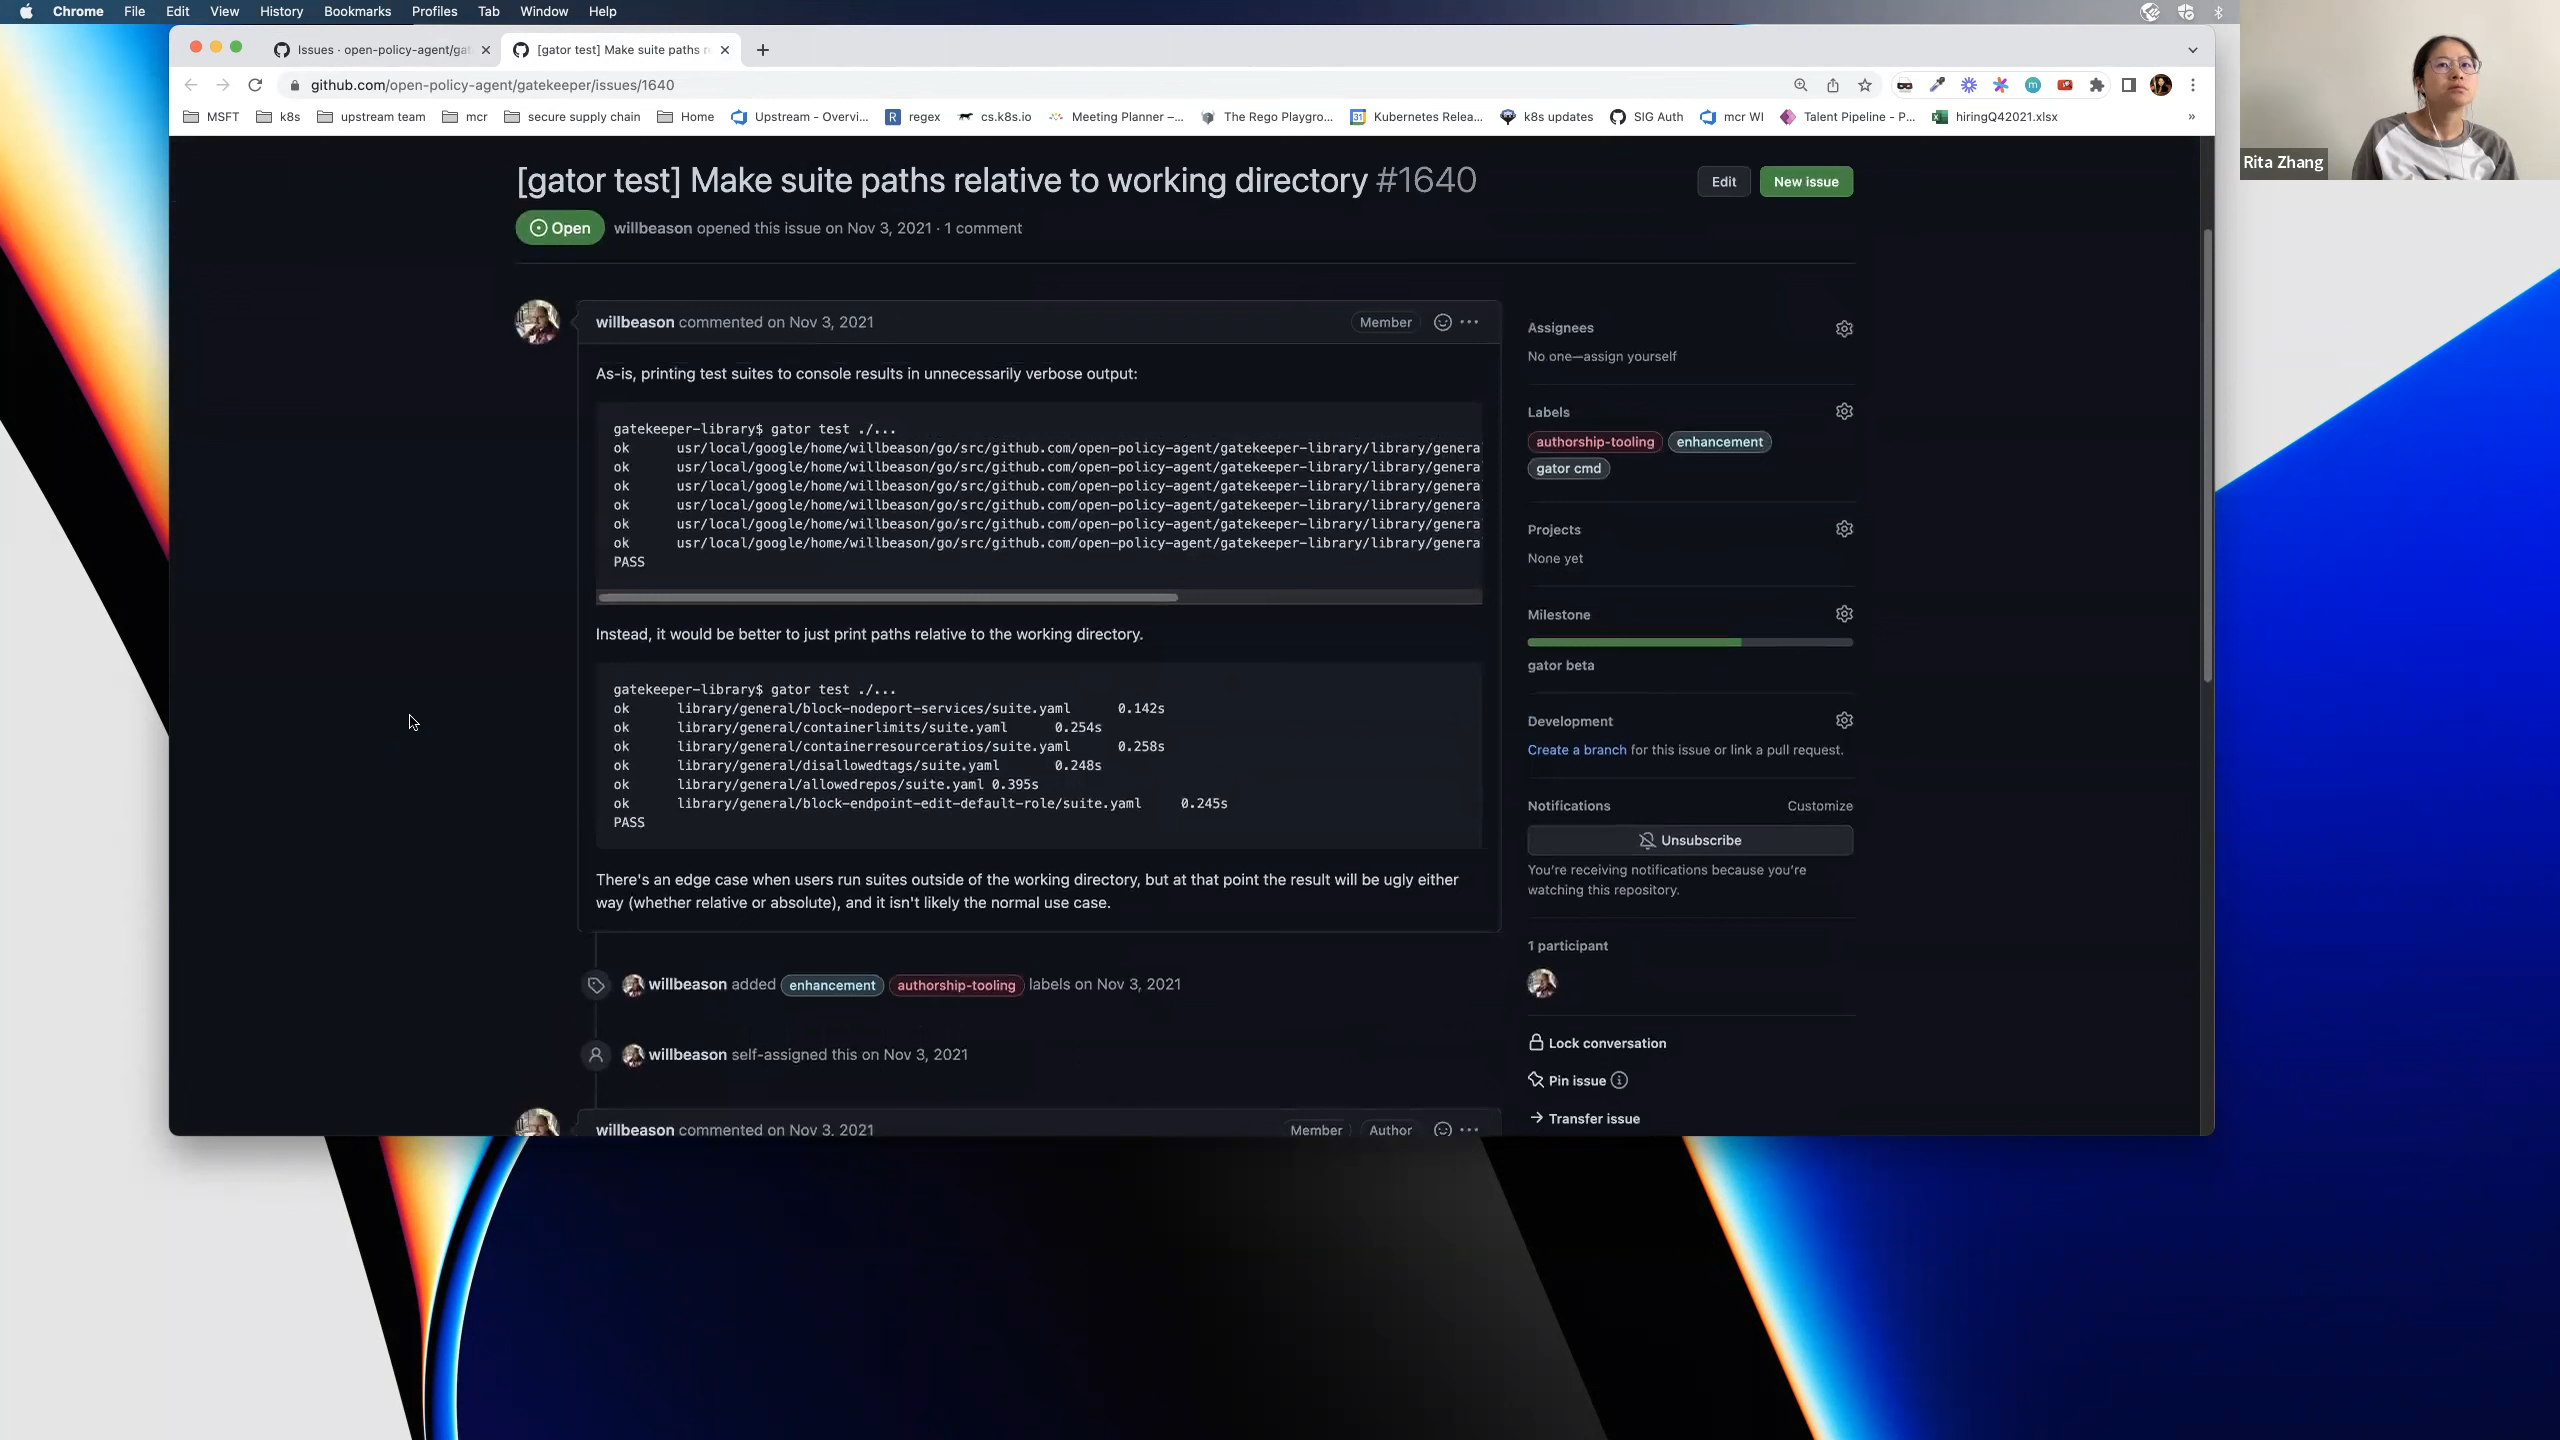 Chrome File Edit View History Bookmarks Profiles Tab Window Help
Issues · open-policy-agent/gat
[gator test] Make suite paths r
github.com/open-policy-agent/gatekeeper/issues/1640
MSFT k8s upstream team mcr secure supply chain Home Upstream - Overvi... R regex cs.k8s.io Meeting Planner –... The Rego Playgro... 31 Kubernetes Relea... k8s updates SIG Auth mcr WI Talent Pipeline - P... hiringQ42021.xlsx »
Rita Zhang
[gator test] Make suite paths relative to working directory #1640
Edit
New issue
Open
willbeason opened this issue on Nov 3, 2021 · 1 comment
willbeason commented on Nov 3, 2021
Member
As-is, printing test suites to console results in unnecessarily verbose output:
gatekeeper-library$ gator test ./...
ok usr/local/google/home/willbeason/go/src/github.com/open-policy-agent/gatekeeper-library/library/genera
ok usr/local/google/home/willbeason/go/src/github.com/open-policy-agent/gatekeeper-library/library/genera
ok usr/local/google/home/willbeason/go/src/github.com/open-policy-agent/gatekeeper-library/library/genera
ok usr/local/google/home/willbeason/go/src/github.com/open-policy-agent/gatekeeper-library/library/genera
ok usr/local/google/home/willbeason/go/src/github.com/open-policy-agent/gatekeeper-library/library/genera
ok usr/local/google/home/willbeason/go/src/github.com/open-policy-agent/gatekeeper-library/library/genera
PASS
Instead, it would be better to just print paths relative to the working directory.
gatekeeper-library$ gator test ./...
ok library/general/block-nodeport-services/suite.yaml 0.142s
ok library/general/containerlimits/suite.yaml 0.254s
ok library/general/containerresourceratios/suite.yaml 0.258s
ok library/general/disallowedtags/suite.yaml 0.248s
ok library/general/allowedrepos/suite.yaml 0.395s
ok library/general/block-endpoint-edit-default-role/suite.yaml 0.245s
PASS
There's an edge case when users run suites outside of the working directory, but at that point the result will be ugly either
way (whether relative or absolute), and it isn't likely the normal use case.
willbeason added enhancement authorship-tooling labels on Nov 3, 2021
willbeason self-assigned this on Nov 3, 2021
willbeason commented on Nov 3, 2021
Member
Author
Assignees
No one—assign yourself
Labels
authorship-tooling enhancement
gator cmd
Projects
None yet
Milestone
gator beta
Development
Create a branch for this issue or link a pull request.
Notifications
Customize
Unsubscribe
You're receiving notifications because you're
watching this repository.
1 participant
Lock conversation
Pin issue
Transfer issue